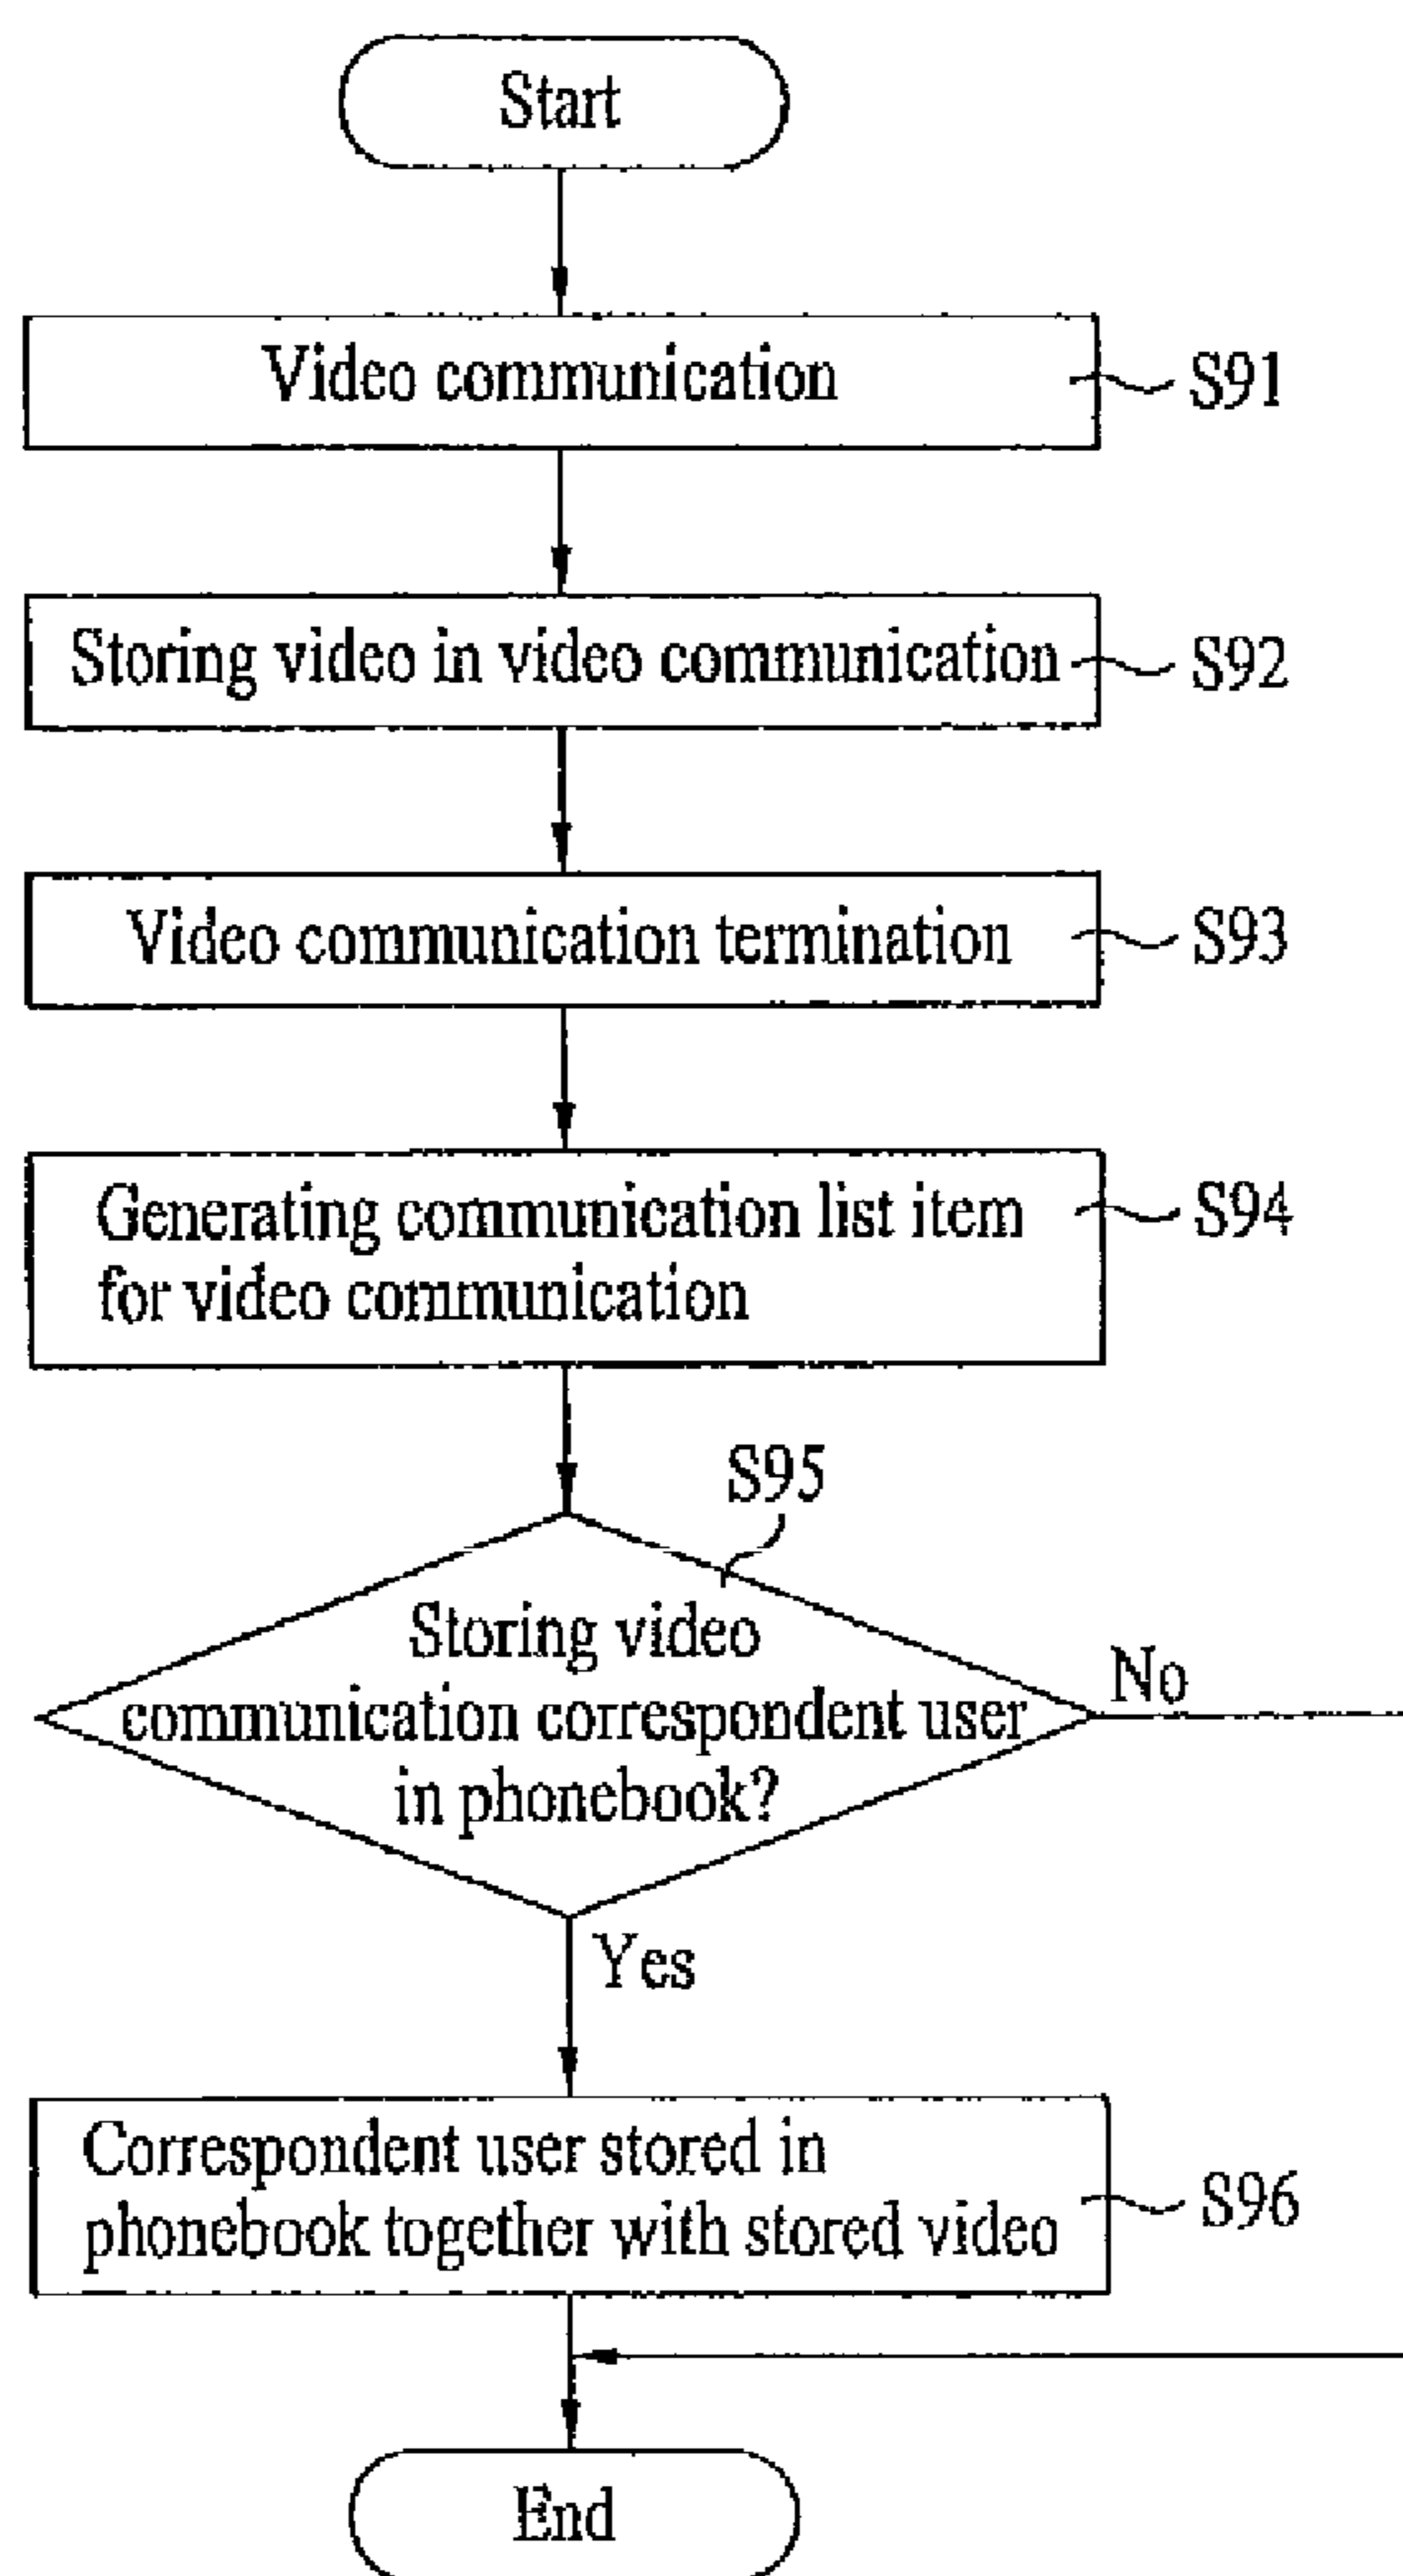 Start
Video communication
S91
Storing video in video communication
S92
Video communication termination
S93
Generating communication list item
for video communication
S94
S95
Storing video
communication correspondent user
in phonebook?
No
Yes
Correspondent user stored in
phonebook together with stored video
S96
End